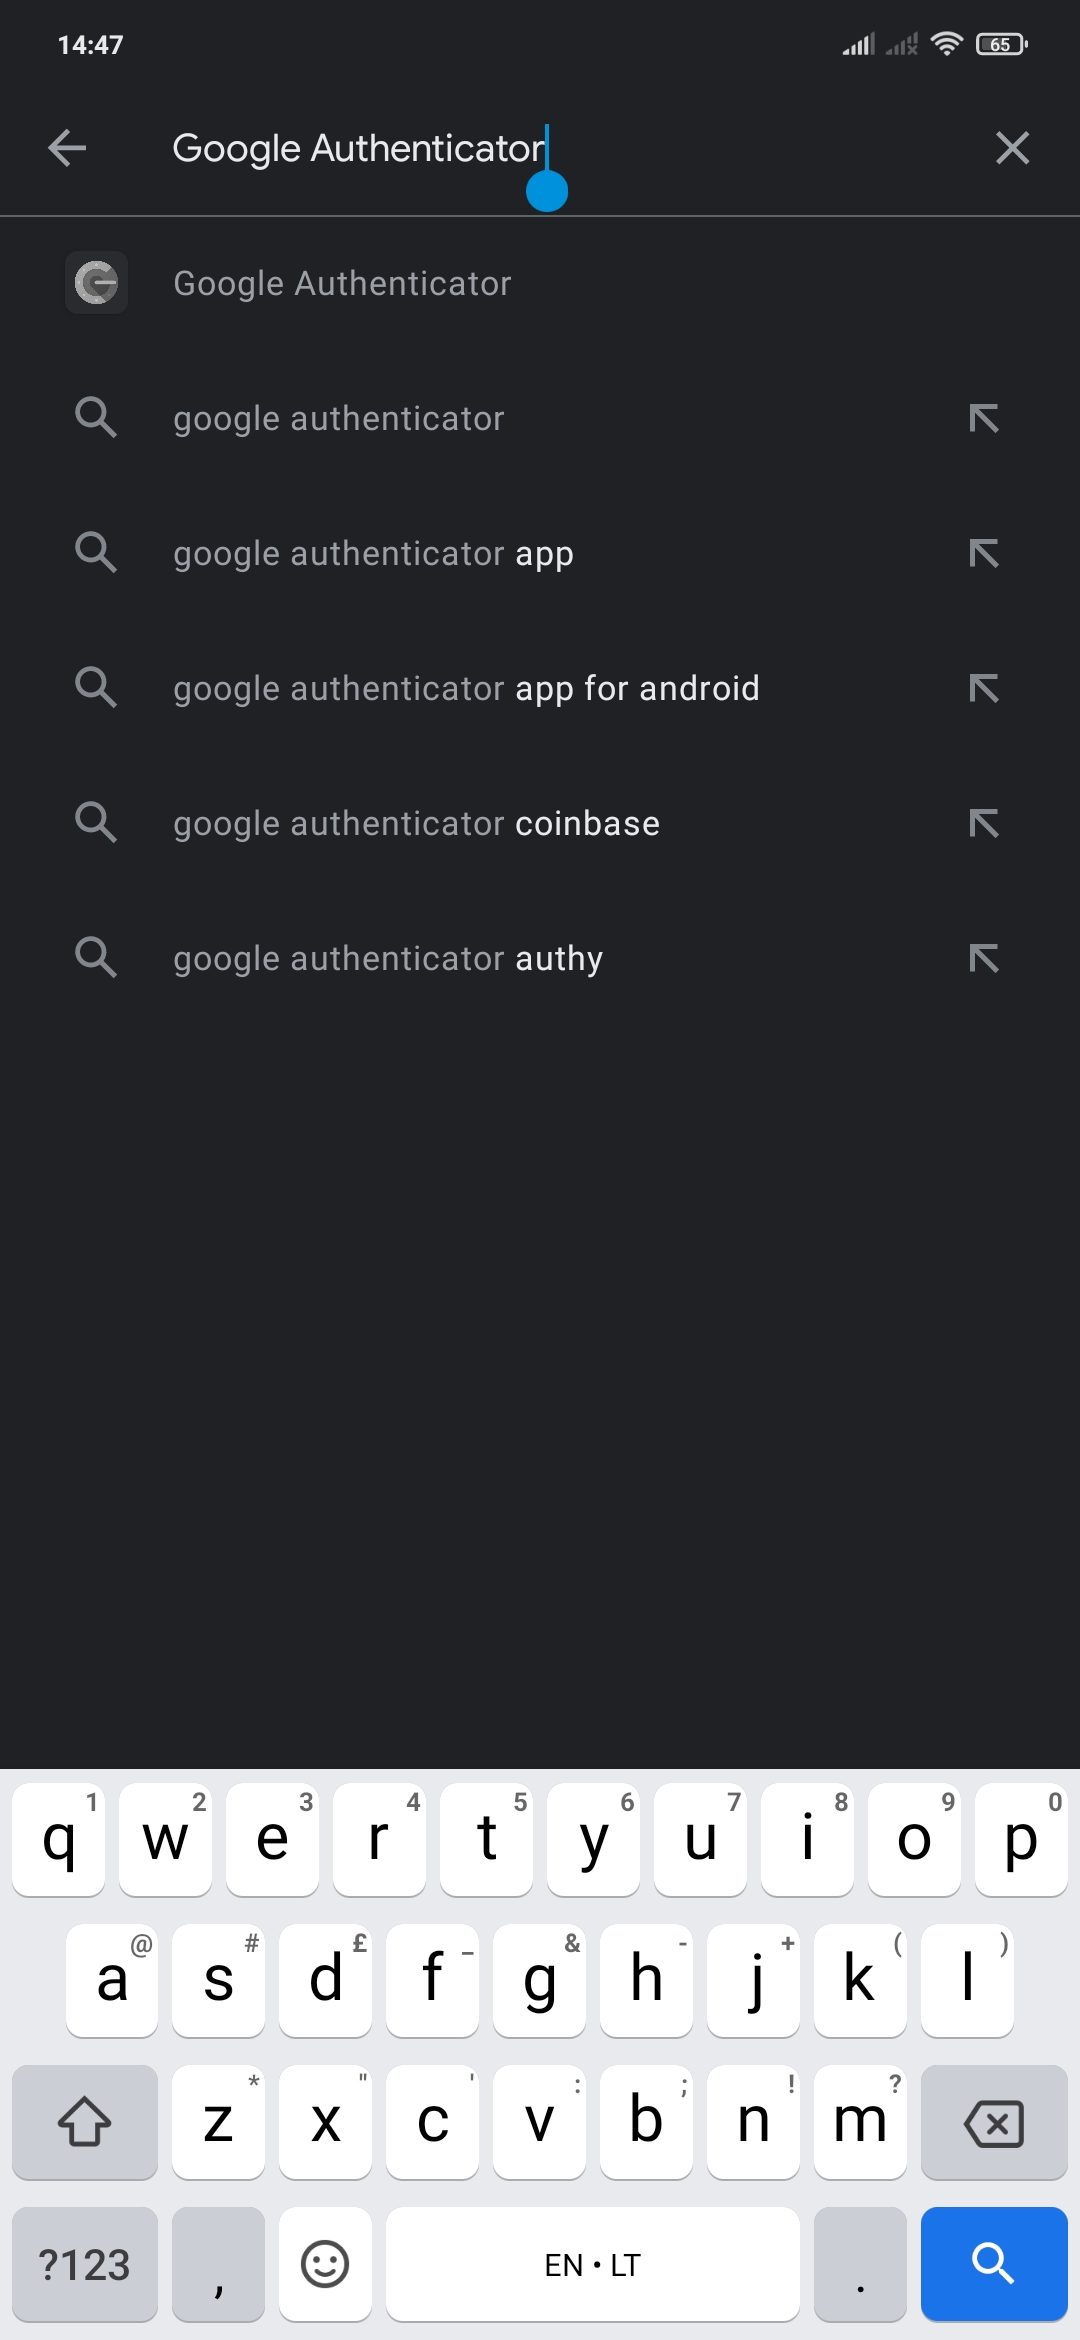 14:47
65
Google Authenticator
Google Authenticator
google authenticator
google authenticator app
google authenticator app for android
google authenticator coinbase
google authenticator authy
1 2 3 4 5 6 7 8 9 0
q w e r t y u i o p
@ # £ _ & - + ( )
a s d f g h j k l
* " ' : ; ! ?
z x c v b n m
?123 , EN • LT .